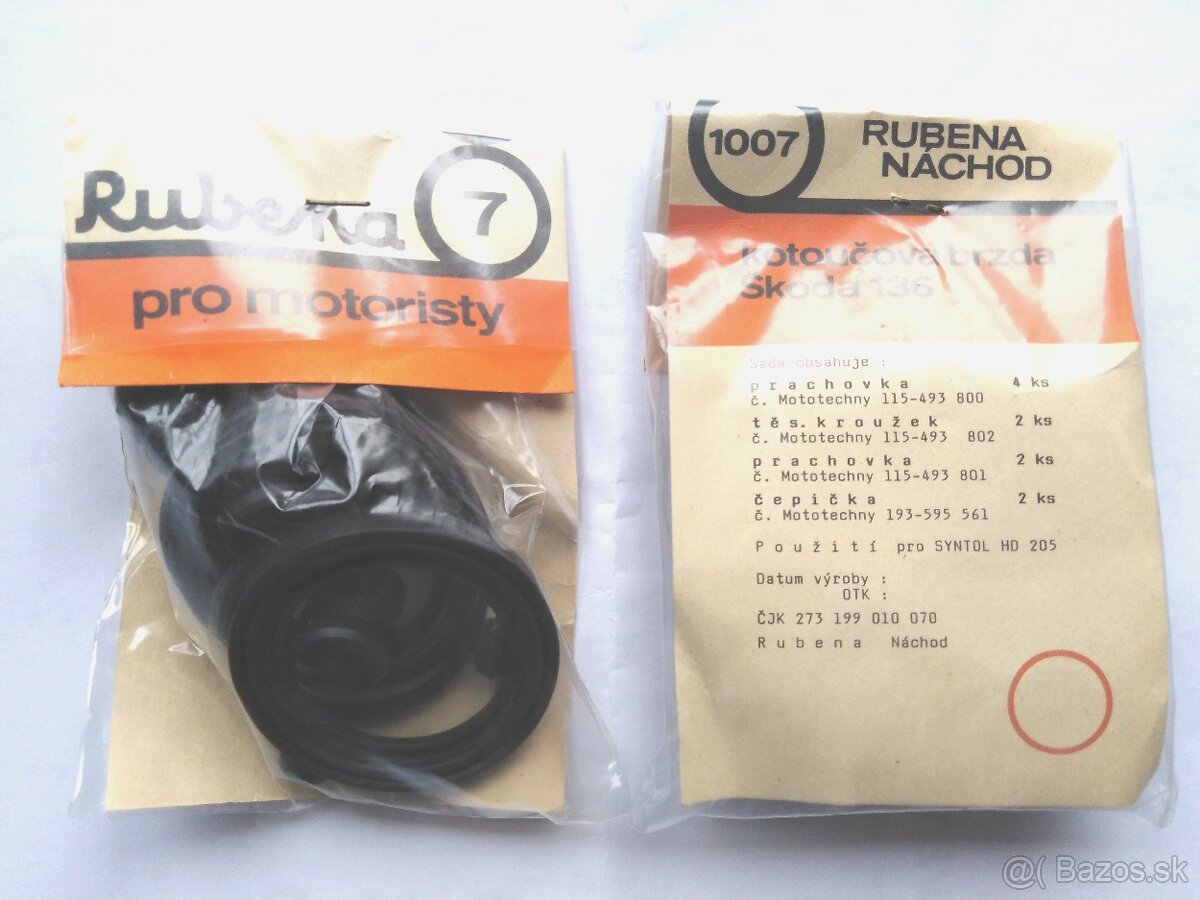 Rubena
7
pro motoristy
1007
RUBENA
NÁCHOD
kotoučová brzda
Škoda 136
Sada obsahuje :
prachovka 4 ks
č. Mototechny 115-493 800
těs. kroužek 2 ks
č. Mototechny 115-493 802
prachovka 2 ks
č. Mototechny 115-493 801
čepička 2 ks
č. Mototechny 193-595 561
Použití pro SYNTOL HD 205
Datum výroby :
OTK :
ČJK 273 199 010 070
Rubena Náchod
@( Bazos.sk